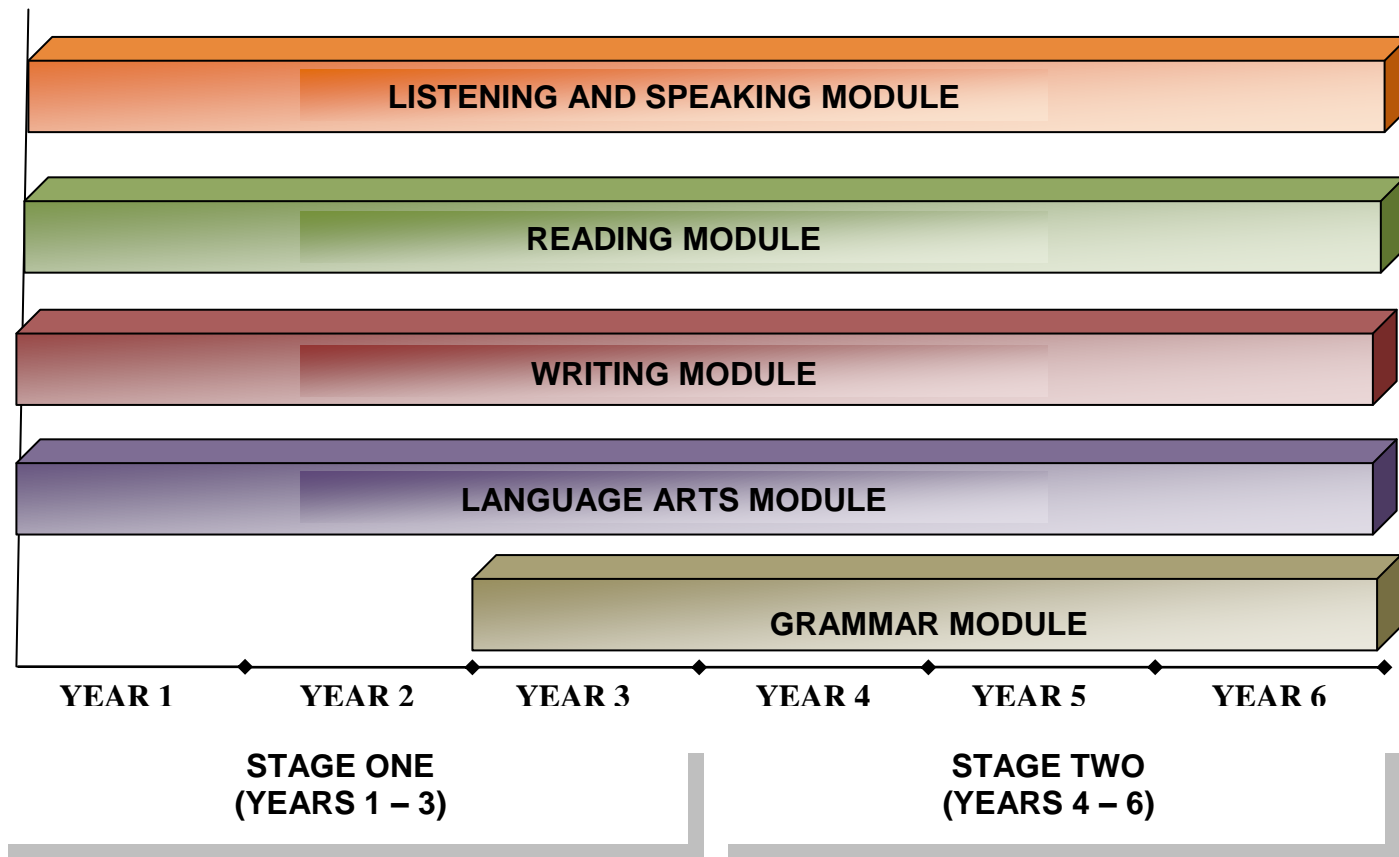 LISTENING AND SPEAKING MODULE
READING MODULE
WRITING MODULE
LANGUAGE ARTS MODULE
GRAMMAR MODULE
YEAR 1 YEAR 2 YEAR 3 YEAR 4 YEAR 5 YEAR 6
STAGE ONE
(YEARS 1 – 3)
STAGE TWO
(YEARS 4 – 6)